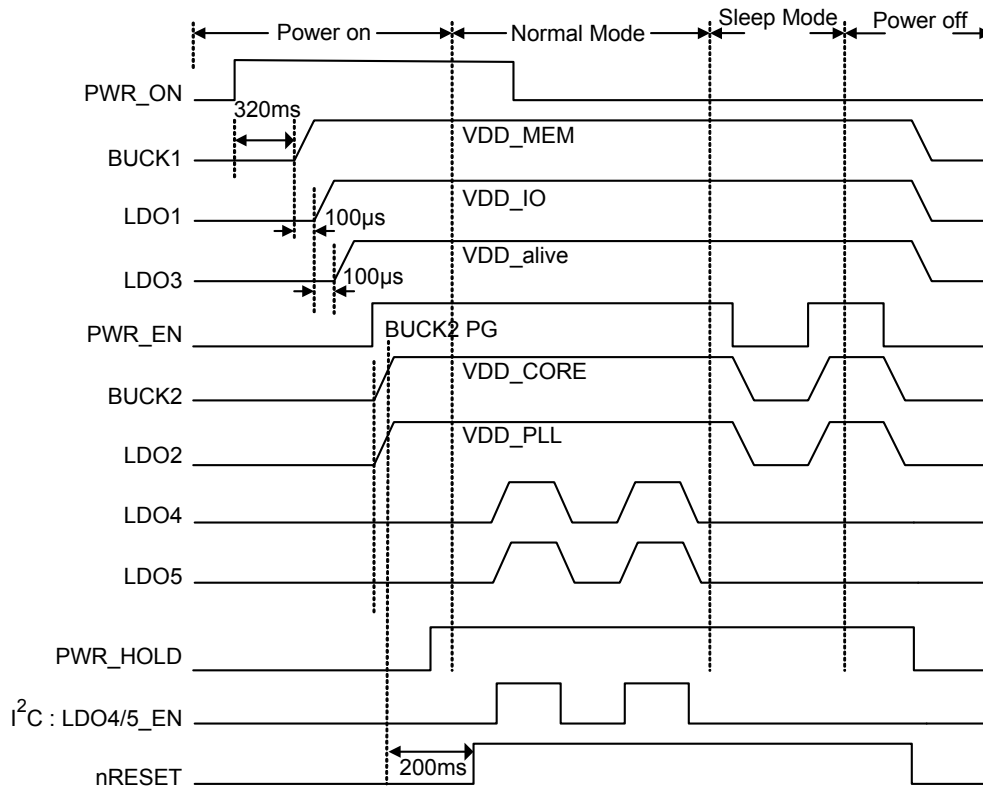 Power on
Normal Mode
Sleep Mode
Power off
PWR_ON
320ms
BUCK1
VDD_MEM
LDO1
VDD_IO
100µs
LDO3
VDD_alive
100µs
PWR_EN
BUCK2 PG
BUCK2
VDD_CORE
LDO2
VDD_PLL
LDO4
LDO5
PWR_HOLD
I²C : LDO4/5_EN
200ms
nRESET